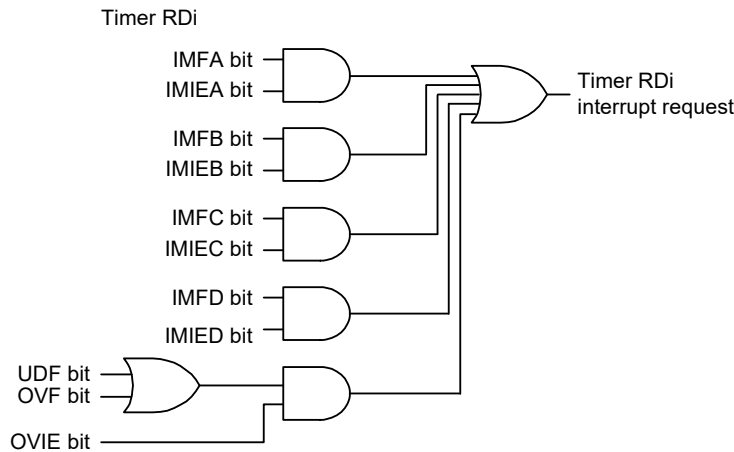 Timer RDi
IMFA bit
IMIEA bit
Timer RDi
interrupt request
IMFB bit
IMIEB bit
IMFC bit
IMIEC bit
IMFD bit
IMIED bit
UDF bit
OVF bit
OVIE bit